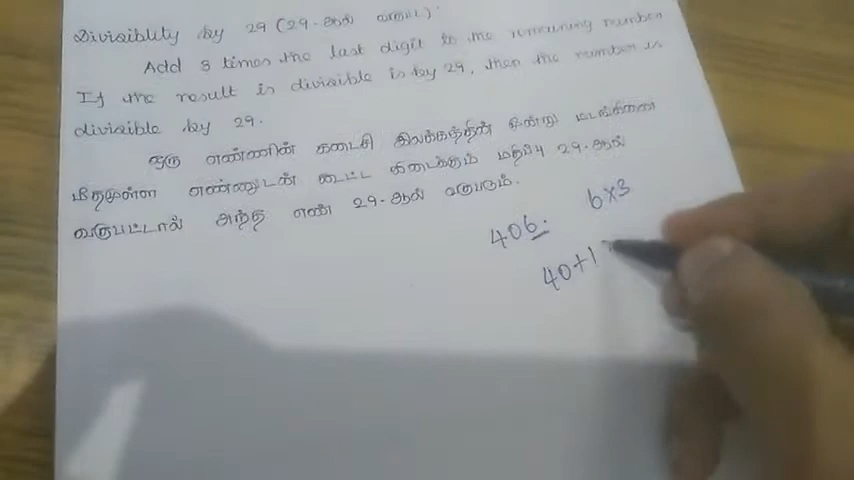 Divisiblity by 29 (29-ஆல் வகுபட):
Add 3 times the last digit to the remaining number
If the result is divisible is by 29, then the number is
divisible by 29.
ஒரு எண்ணின் கடைசி இலக்கத்தின் மூன்று மடங்கினை
மீதமுள்ள எண்ணுடன் கூட்ட கிடைக்கும் மதிப்பு 29-ஆல்
வகுபட்டால் அந்த எண் 29-ஆல் வகுபடும்.
406. 6x3
40+1